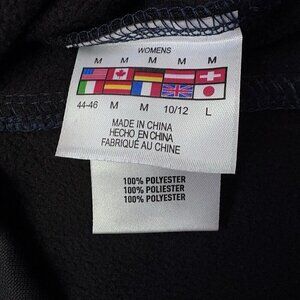 WOMENS
M M M M M
44-46 M M 10/12 L
MADE IN CHINA
HECHO EN CHINA
FABRIQUÉ AU CHINE
100% POLYESTER
100% POLIESTER
100% POLYESTER